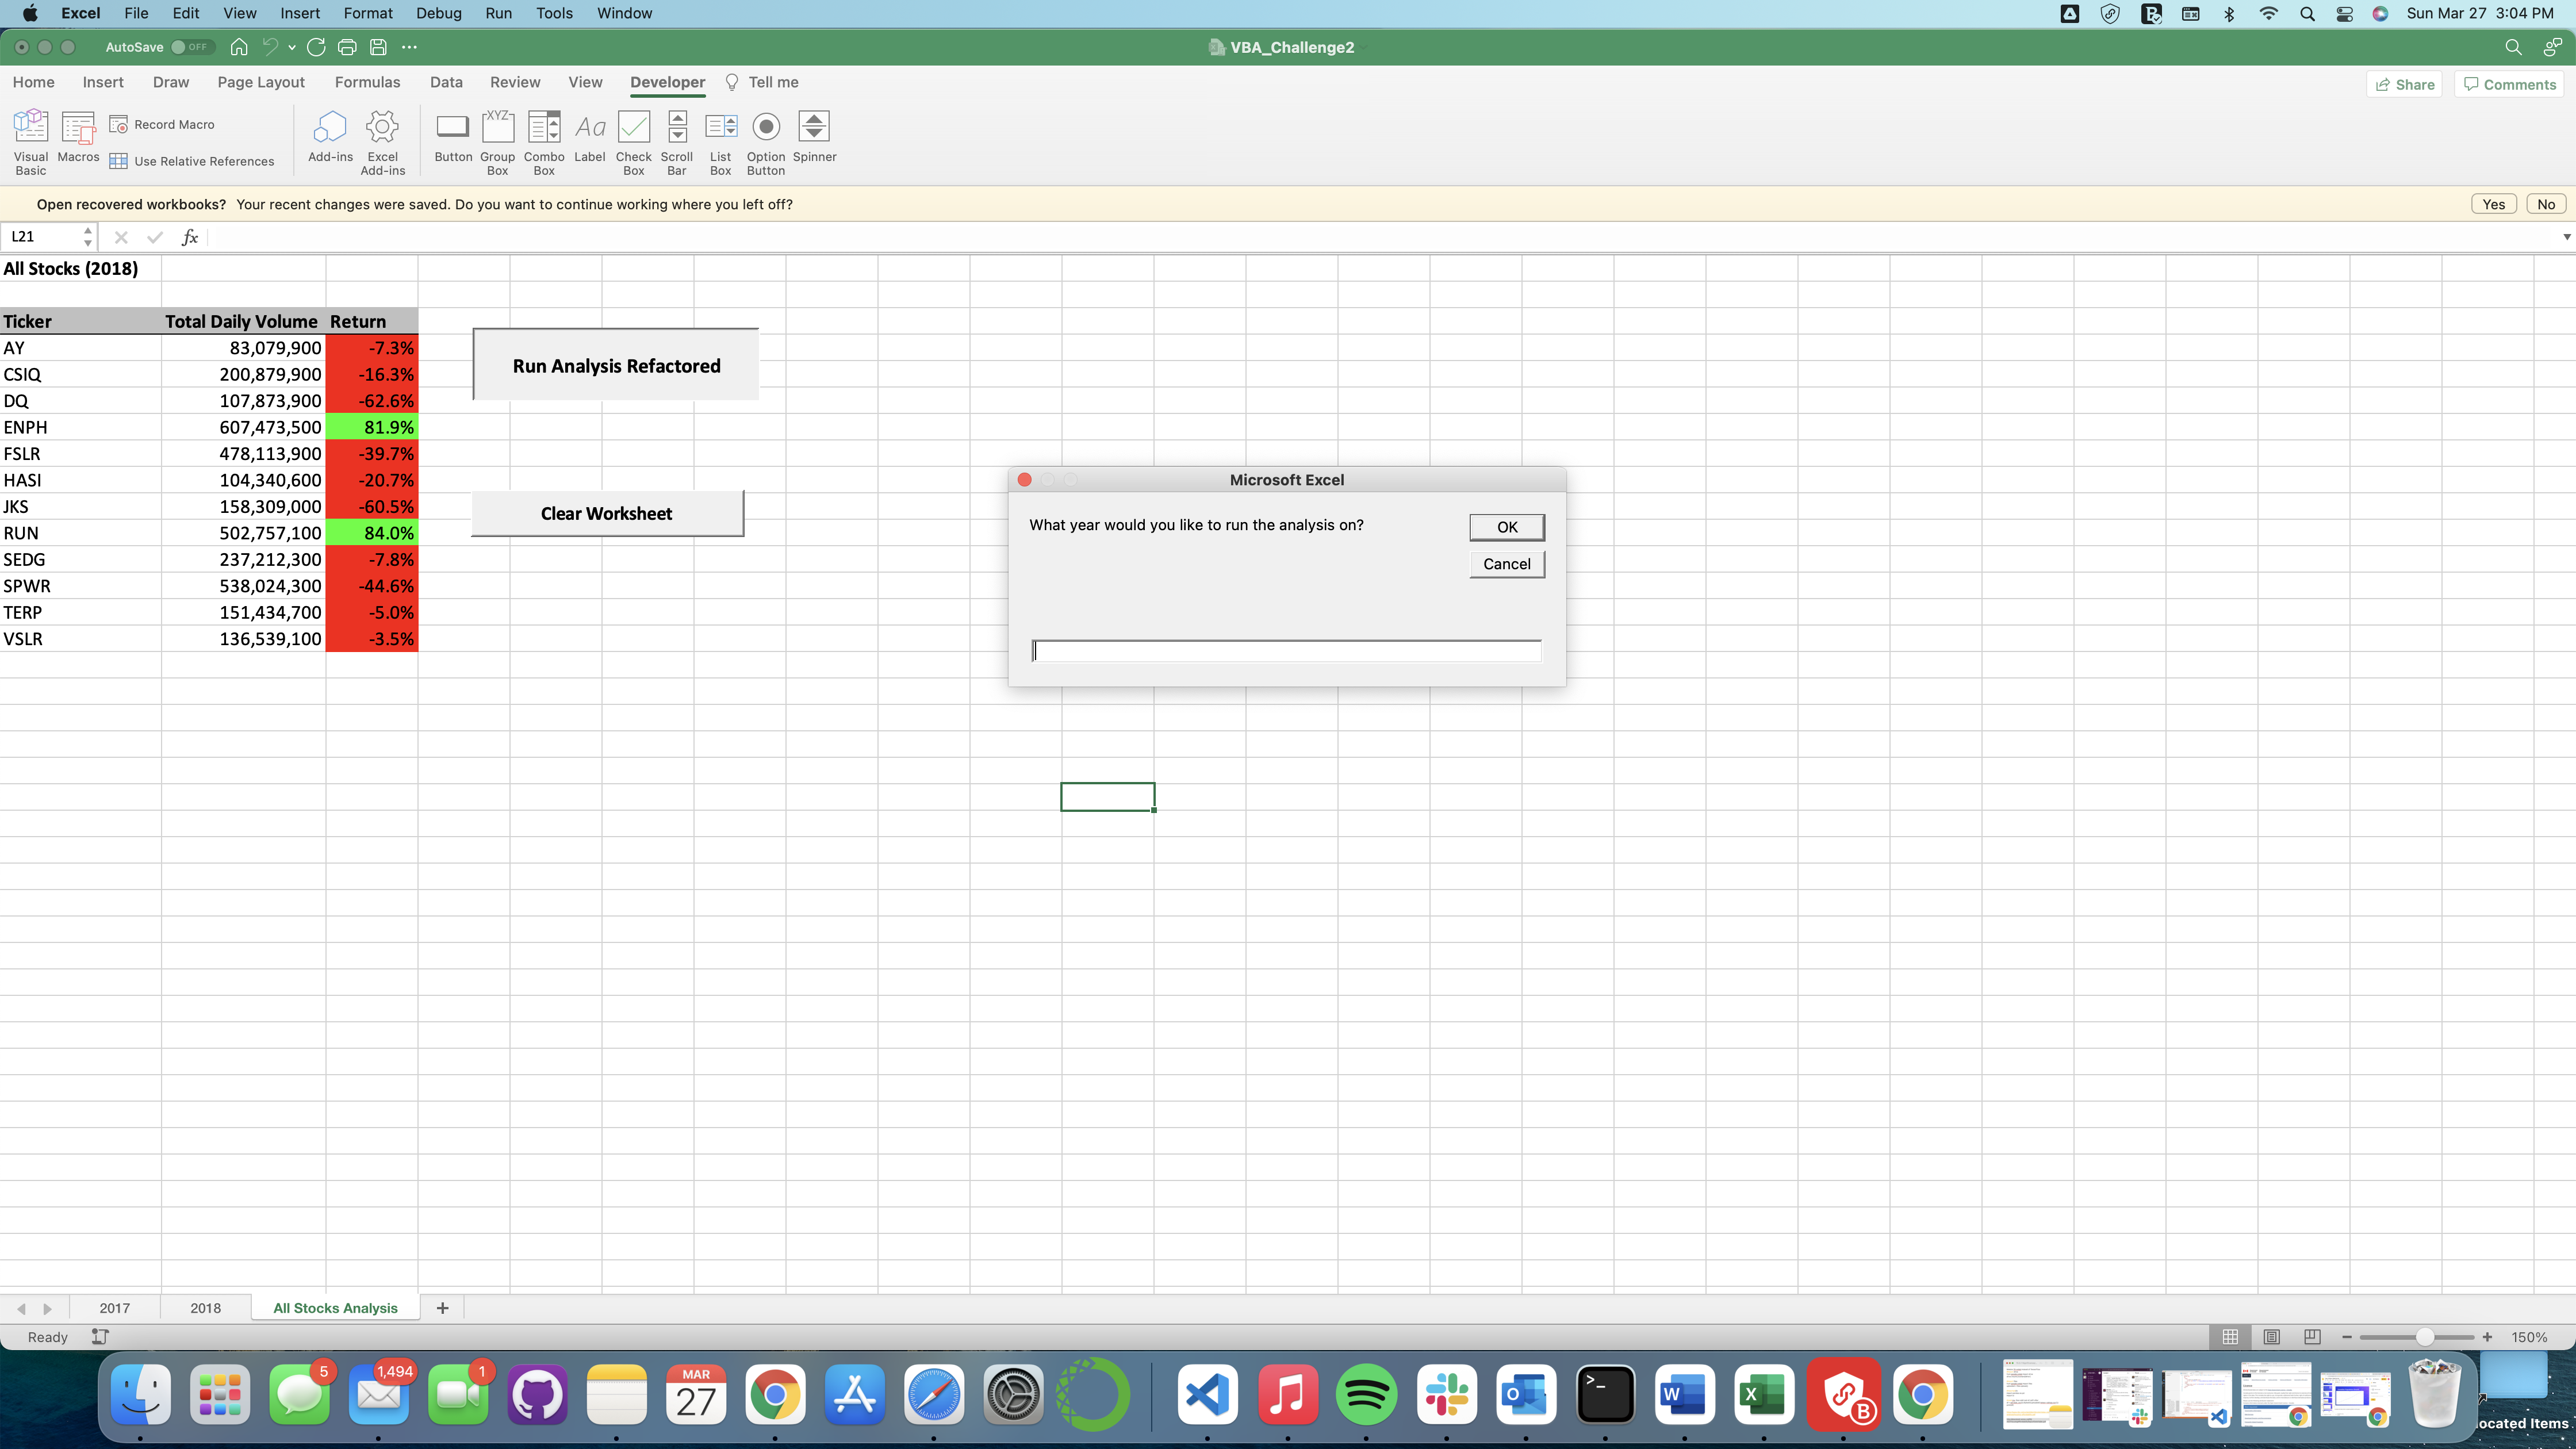 Excel File Edit View Insert Format Debug Run Tools Window Sun Mar 27 3:04 PM
AutoSave OFF VBA_Challenge2
Home Insert Draw Page Layout Formulas Data Review View Developer Tell me Share Comments
Visual Basic Macros Record Macro Use Relative References Add-ins Excel Add-ins Button XYZ Group Box Combo Box Aa Label Check Box Scroll Bar List Box Option Button Spinner
Open recovered workbooks? Your recent changes were saved. Do you want to continue working where you left off? Yes No
L21 fx
All Stocks (2018)
Ticker Total Daily Volume Return
AY 83,079,900 -7.3%
CSIQ 200,879,900 -16.3%
DQ 107,873,900 -62.6%
ENPH 607,473,500 81.9%
FSLR 478,113,900 -39.7%
HASI 104,340,600 -20.7%
JKS 158,309,000 -60.5%
RUN 502,757,100 84.0%
SEDG 237,212,300 -7.8%
SPWR 538,024,300 -44.6%
TERP 151,434,700 -5.0%
VSLR 136,539,100 -3.5%
Run Analysis Refactored
Clear Worksheet
Microsoft Excel
What year would you like to run the analysis on?
OK
Cancel
2017 2018 All Stocks Analysis +
Ready 150%
5 1,494 1 MAR 27
ocated Items